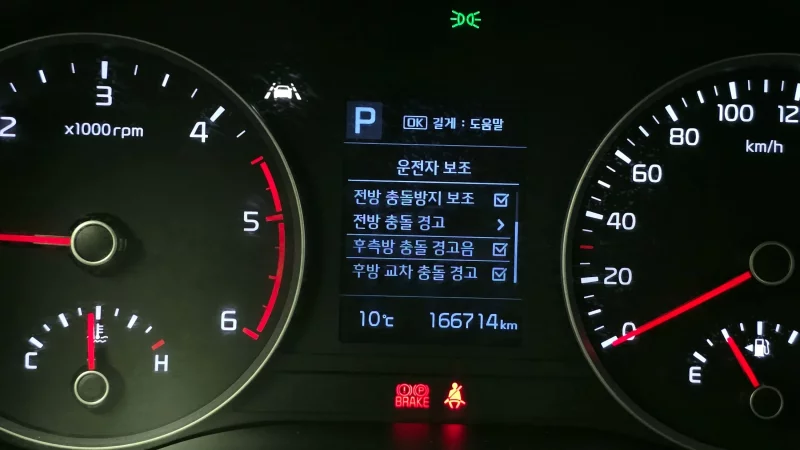 3
2
4
x1000rpm
5
6
C
H
P
OK 길게 : 도움말
운전자 보조
전방 충돌방지 보조
전방 충돌 경고
후측방 충돌 경고음
후방 교차 충돌 경고
10℃ 166714km
BRAKE
P
100
12
80
km/h
60
40
20
0
E